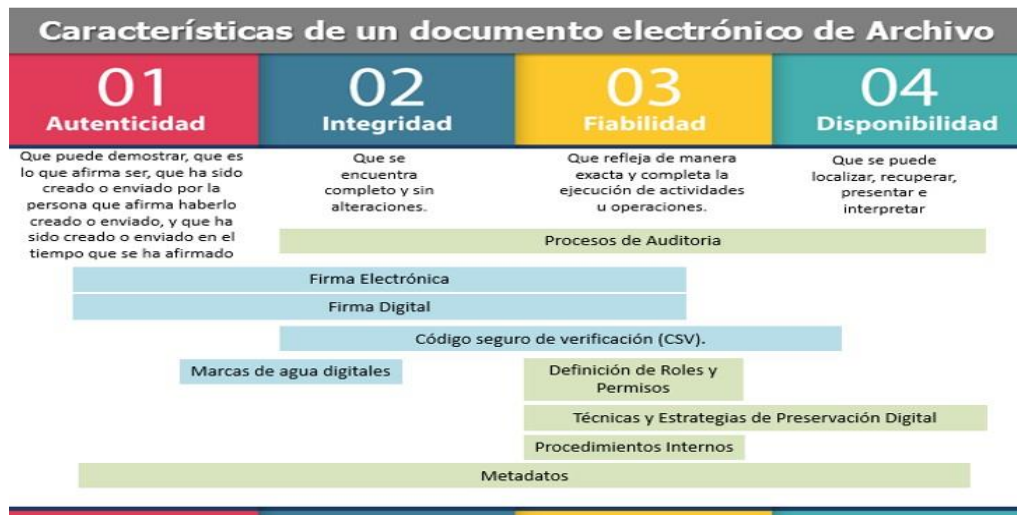 Características de un documento electrónico de Archivo
01
Autenticidad
Que puede demostrar, que es
lo que afirma ser, que ha sido
creado o enviado por la
persona que afirma haberlo
creado o enviado, y que ha
sido creado o enviado en el
tiempo que se ha afirmado
02
Integridad
Que se
encuentra
completo y sin
alteraciones.
03
Fiabilidad
Que refleja de manera
exacta y completa la
ejecución de actividades
u operaciones.
04
Disponibilidad
Que se puede
localizar, recuperar,
presentar e
interpretar
Procesos de Auditoria
Firma Electrónica
Firma Digital
Código seguro de verificación (CSV).
Marcas de agua digitales
Definición de Roles y
Permisos
Técnicas y Estrategias de Preservación Digital
Procedimientos Internos
Metadatos